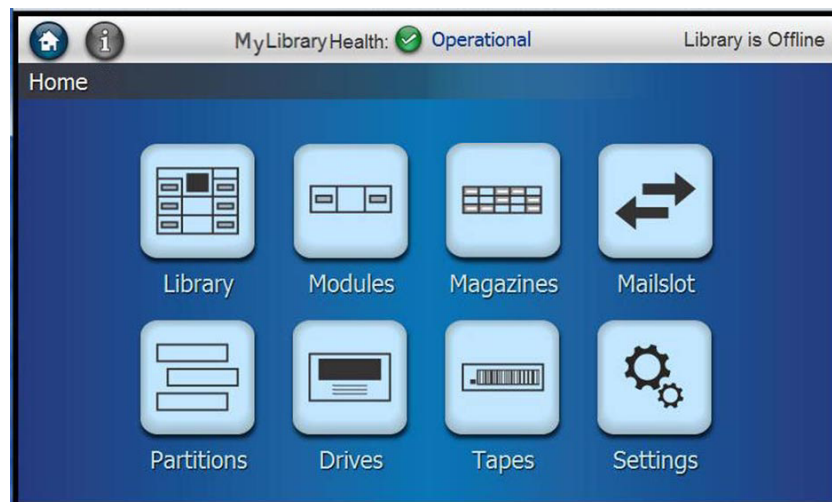 i MyLibraryHealth: Operational Library is Offline
Home
Library Modules Magazines Mailslot
Partitions Drives Tapes Settings